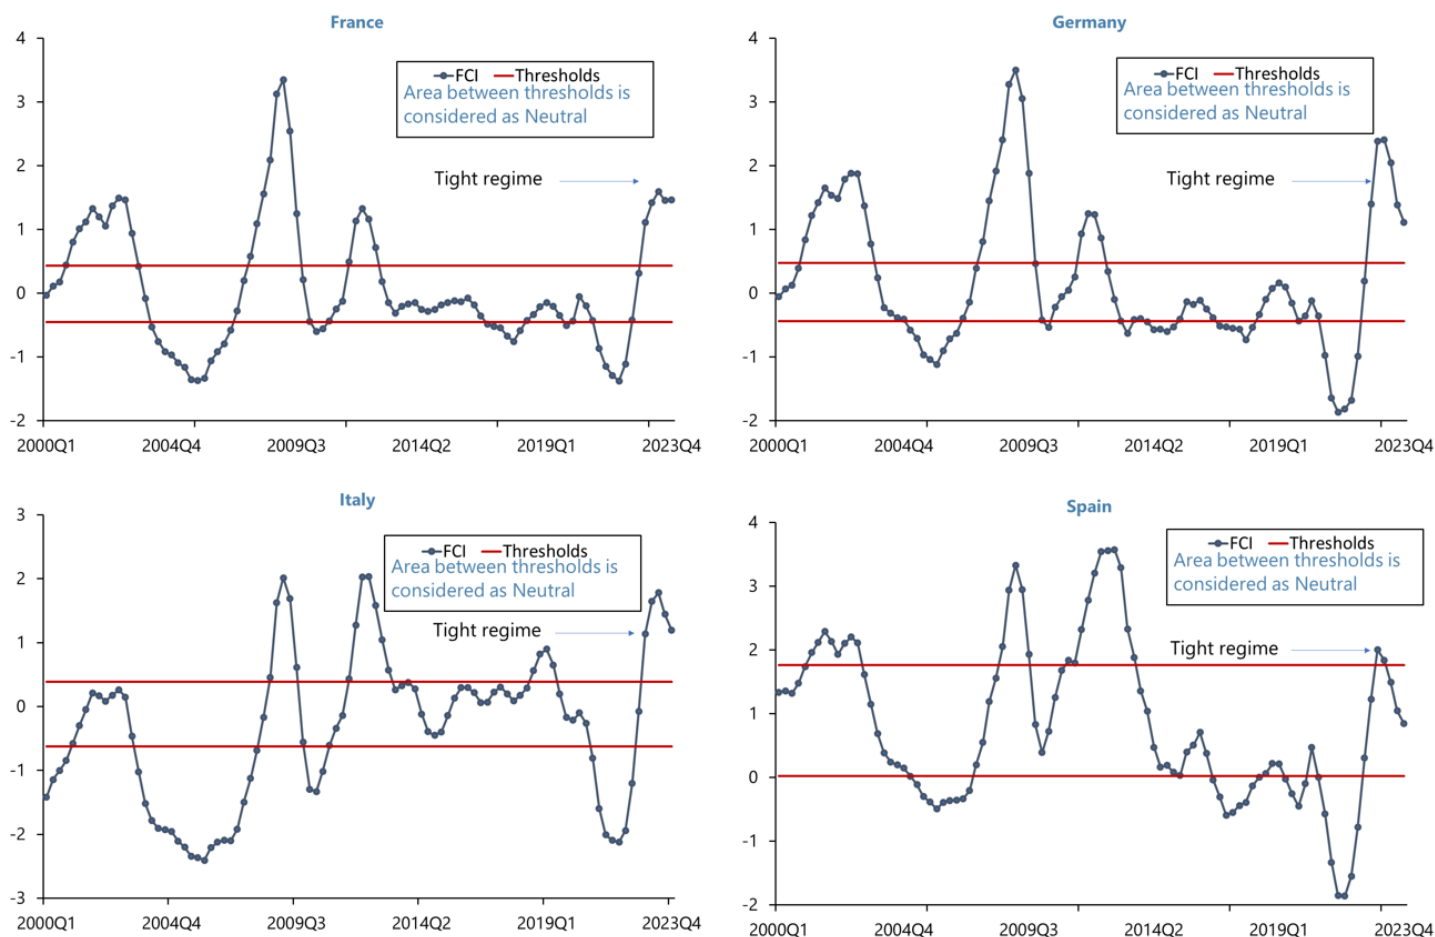 France
4
3
2
1
0
-1
-2
FCI Thresholds
Area between thresholds is
considered as Neutral
Tight regime
2000Q1 2004Q4 2009Q3 2014Q2 2019Q1 2023Q4
Germany
4
3
2
1
0
-1
-2
FCI Thresholds
Area between thresholds is
considered as Neutral
Tight regime
2000Q1 2004Q4 2009Q3 2014Q2 2019Q1 2023Q4
Italy
3
2
1
0
-1
-2
-3
FCI Thresholds
Area between thresholds is
considered as Neutral
Tight regime
2000Q1 2004Q4 2009Q3 2014Q2 2019Q1 2023Q4
Spain
4
3
2
1
0
-1
-2
FCI Thresholds
Area between thresholds is
considered as Neutral
Tight regime
2000Q1 2004Q4 2009Q3 2014Q2 2019Q1 2023Q4